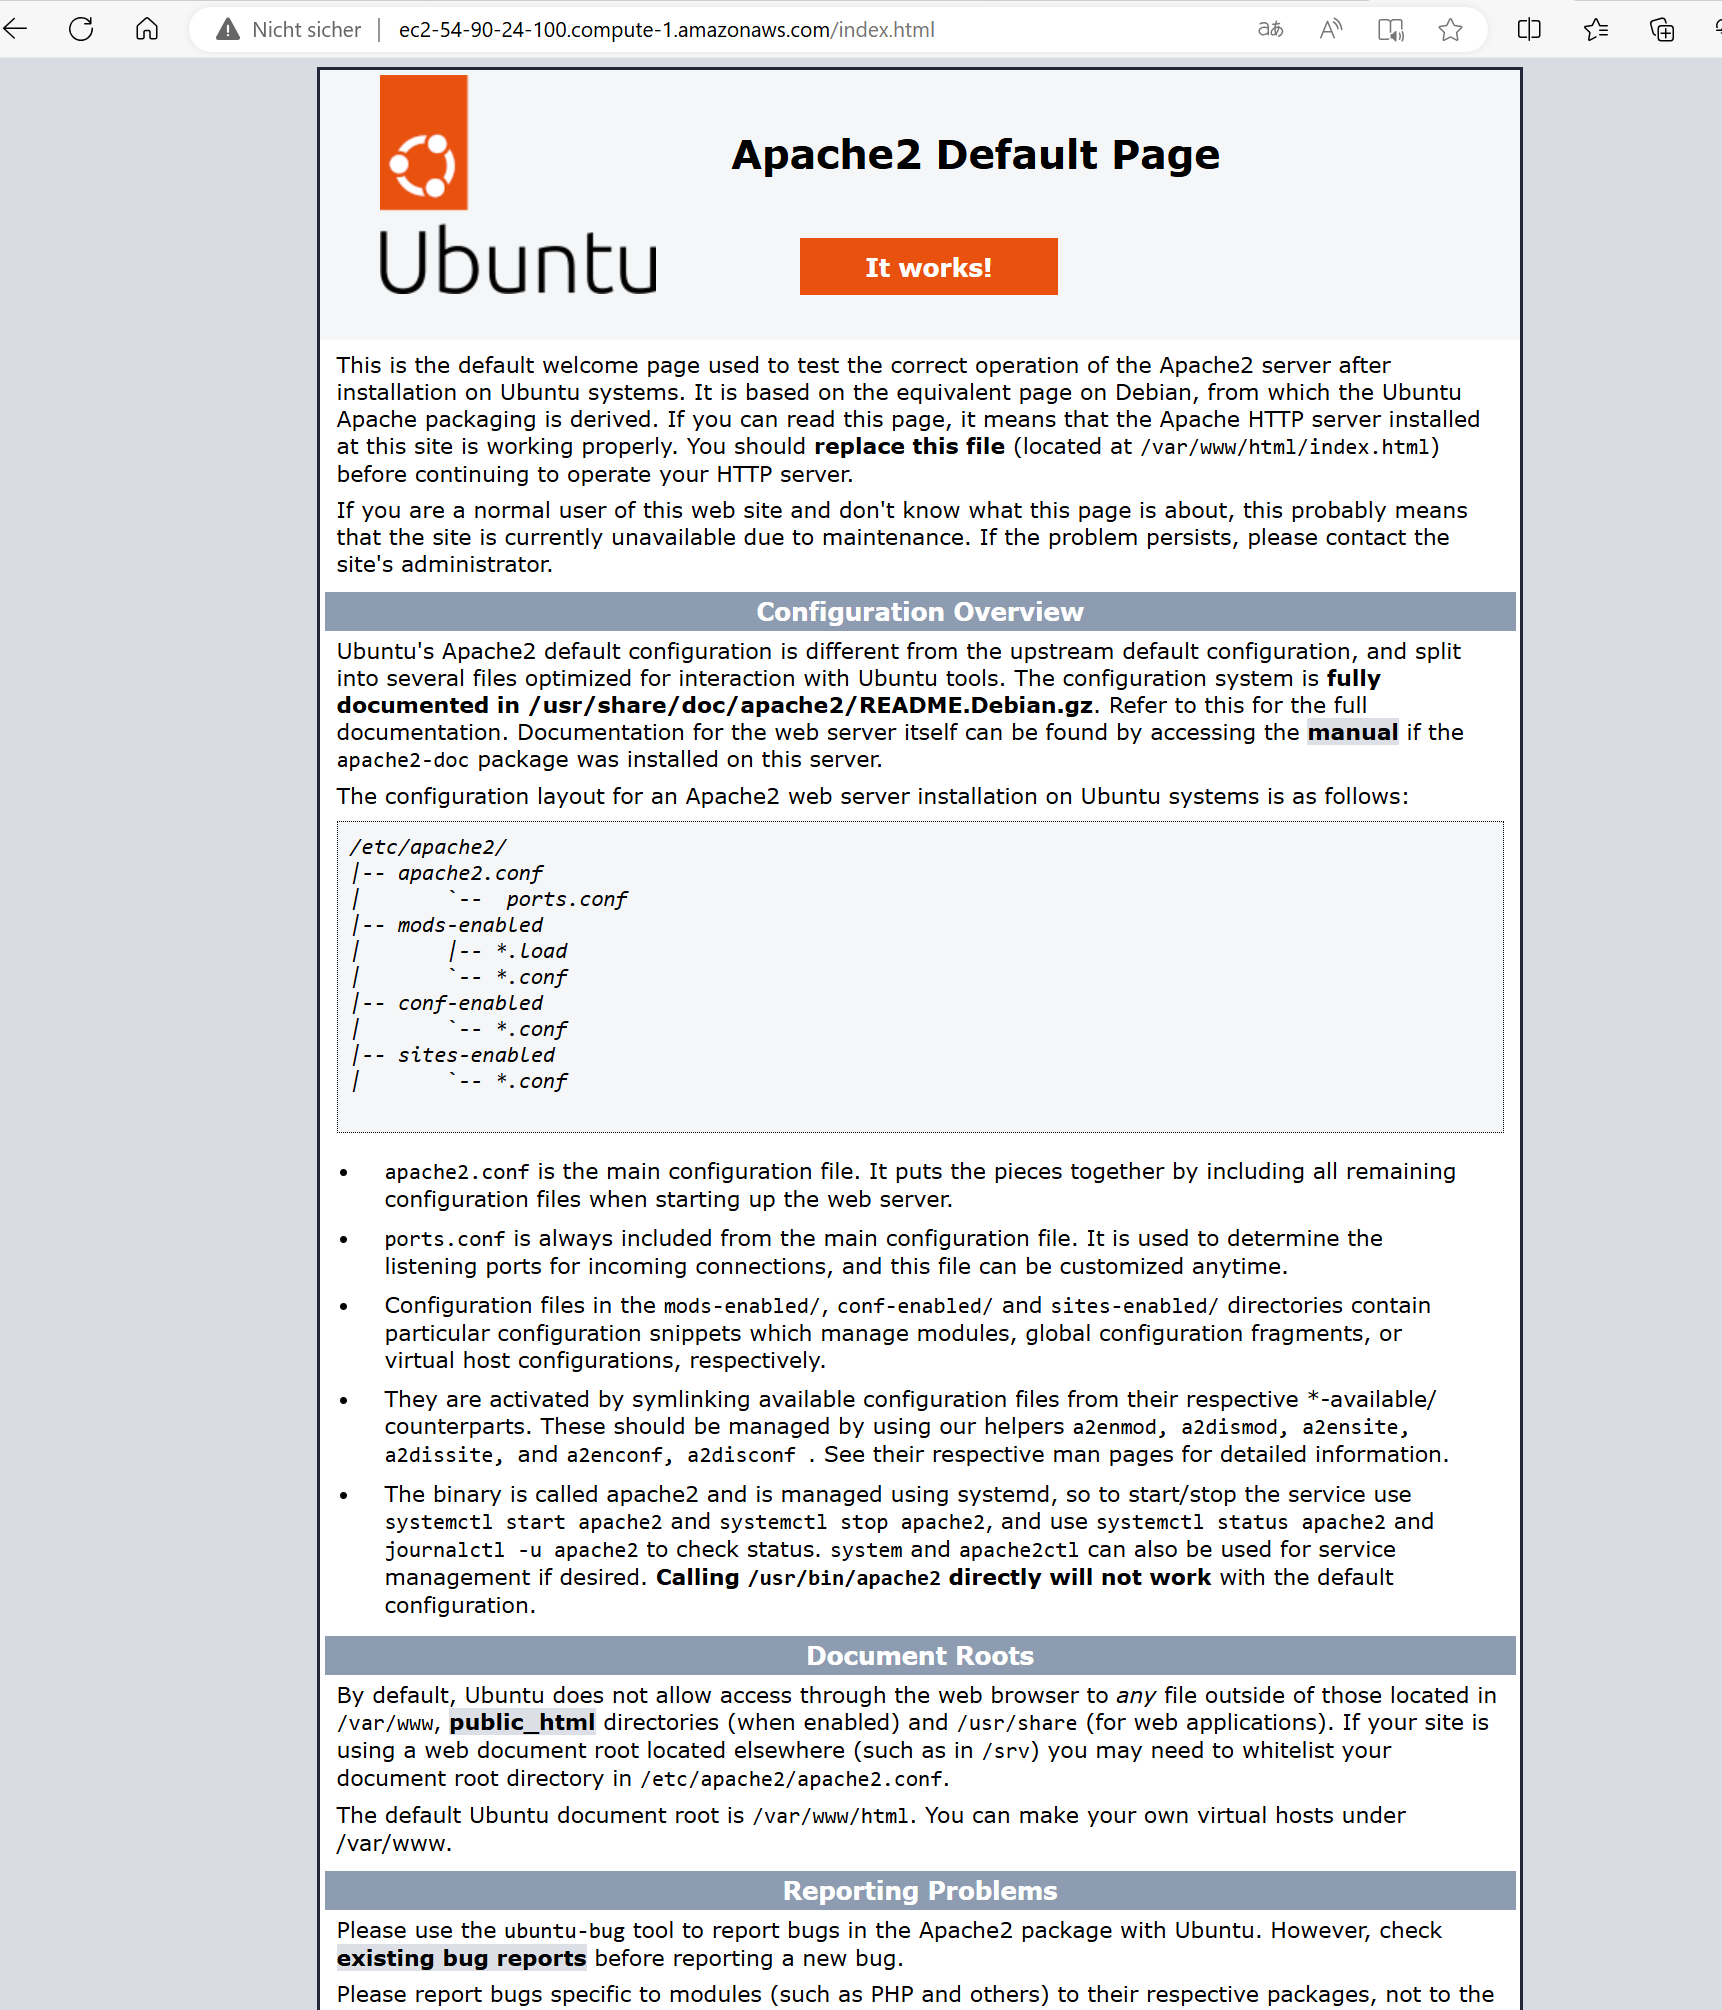 Nicht sicher | ec2-54-90-24-100.compute-1.amazonaws.com/index.html
Apache2 Default Page
Ubuntu
It works!
This is the default welcome page used to test the correct operation of the Apache2 server after
installation on Ubuntu systems. It is based on the equivalent page on Debian, from which the Ubuntu
Apache packaging is derived. If you can read this page, it means that the Apache HTTP server installed
at this site is working properly. You should replace this file (located at /var/www/html/index.html)
before continuing to operate your HTTP server.
If you are a normal user of this web site and don't know what this page is about, this probably means
that the site is currently unavailable due to maintenance. If the problem persists, please contact the
site's administrator.
Configuration Overview
Ubuntu's Apache2 default configuration is different from the upstream default configuration, and split
into several files optimized for interaction with Ubuntu tools. The configuration system is fully
documented in /usr/share/doc/apache2/README.Debian.gz. Refer to this for the full
documentation. Documentation for the web server itself can be found by accessing the manual if the
apache2-doc package was installed on this server.
The configuration layout for an Apache2 web server installation on Ubuntu systems is as follows:
/etc/apache2/
|-- apache2.conf
|       `--  ports.conf
|-- mods-enabled
|       |-- *.load
|       `-- *.conf
|-- conf-enabled
|       `-- *.conf
|-- sites-enabled
|       `-- *.conf
• apache2.conf is the main configuration file. It puts the pieces together by including all remaining
configuration files when starting up the web server.
• ports.conf is always included from the main configuration file. It is used to determine the
listening ports for incoming connections, and this file can be customized anytime.
• Configuration files in the mods-enabled/, conf-enabled/ and sites-enabled/ directories contain
particular configuration snippets which manage modules, global configuration fragments, or
virtual host configurations, respectively.
• They are activated by symlinking available configuration files from their respective *-available/
counterparts. These should be managed by using our helpers a2enmod, a2dismod, a2ensite,
a2dissite, and a2enconf, a2disconf . See their respective man pages for detailed information.
• The binary is called apache2 and is managed using systemd, so to start/stop the service use
systemctl start apache2 and systemctl stop apache2, and use systemctl status apache2 and
journalctl -u apache2 to check status. system and apache2ctl can also be used for service
management if desired. Calling /usr/bin/apache2 directly will not work with the default
configuration.
Document Roots
By default, Ubuntu does not allow access through the web browser to any file outside of those located in
/var/www, public_html directories (when enabled) and /usr/share (for web applications). If your site is
using a web document root located elsewhere (such as in /srv) you may need to whitelist your
document root directory in /etc/apache2/apache2.conf.
The default Ubuntu document root is /var/www/html. You can make your own virtual hosts under
/var/www.
Reporting Problems
Please use the ubuntu-bug tool to report bugs in the Apache2 package with Ubuntu. However, check
existing bug reports before reporting a new bug.
Please report bugs specific to modules (such as PHP and others) to their respective packages, not to the